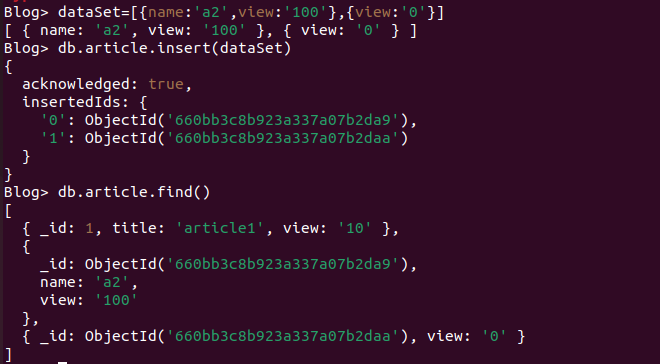 Blog> dataSet=[{name:'a2',view:'100'},{view:'0'}]
[ { name: 'a2', view: '100' }, { view: '0' } ]
Blog> db.article.insert(dataSet)
{
  acknowledged: true,
  insertedIds: {
    '0': ObjectId('660bb3c8b923a337a07b2da9'),
    '1': ObjectId('660bb3c8b923a337a07b2daa')
  }
}
Blog> db.article.find()
[
  { _id: 1, title: 'article1', view: '10' },
  {
    _id: ObjectId('660bb3c8b923a337a07b2da9'),
    name: 'a2',
    view: '100'
  },
  { _id: ObjectId('660bb3c8b923a337a07b2daa'), view: '0' }
]